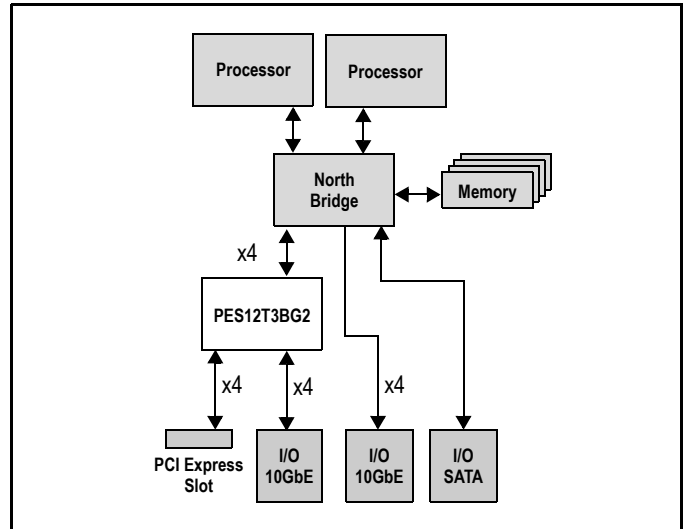 Processor
Processor
North
Bridge
Memory
x4
PES12T3BG2
x4
x4
x4
PCI Express
Slot
I/O
10GbE
I/O
10GbE
I/O
SATA